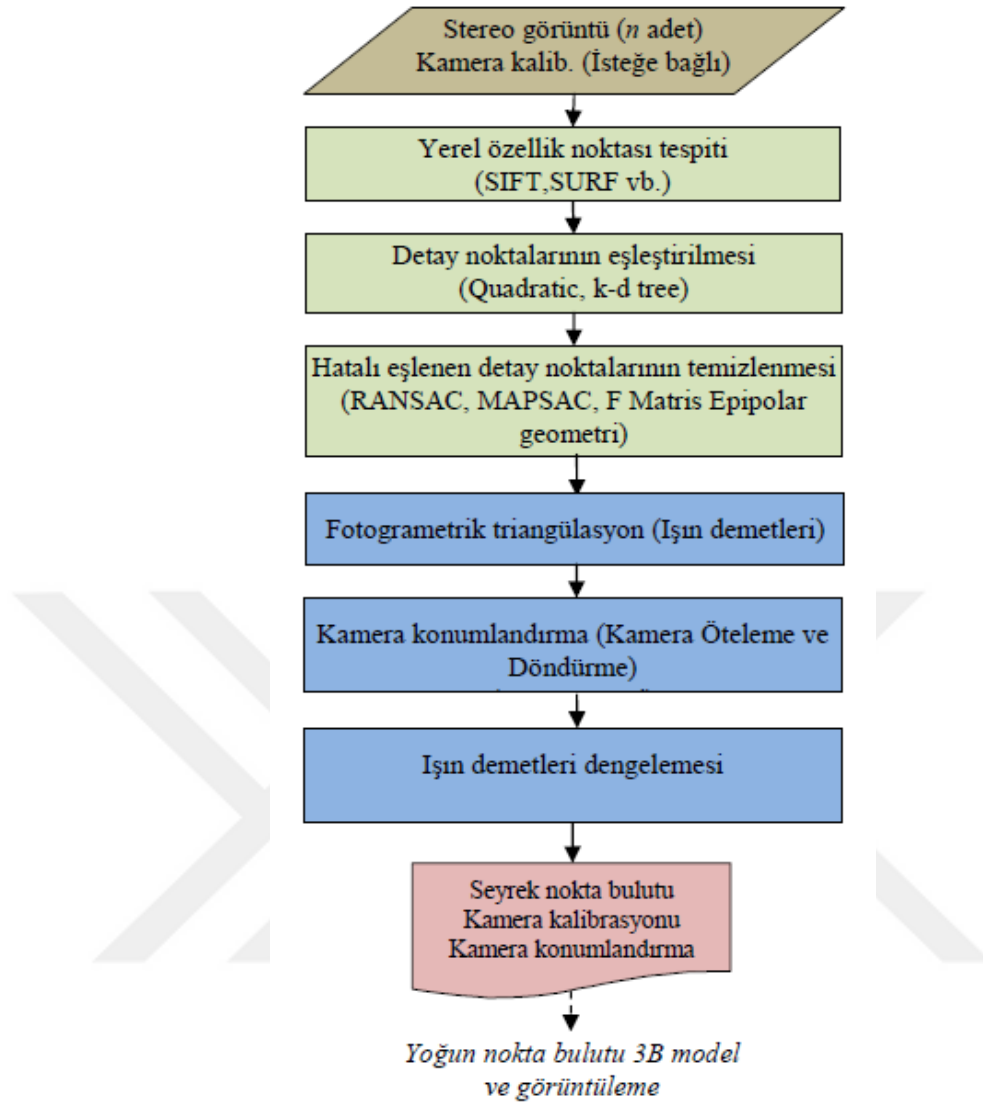 Stereo görüntü (n adet)
Kamera kalib. (İsteğe bağlı)
Yerel özellik noktası tespiti
(SIFT,SURF vb.)
Detay noktalarının eşleştirilmesi
(Quadratic, k-d tree)
Hatalı eşlenen detay noktalarının temizlenmesi
(RANSAC, MAPSAC, F Matris Epipolar
geometri)
Fotogrametrik triangülasyon (Işın demetleri)
Kamera konumlandırma (Kamera Öteleme ve
Döndürme)
Işın demetleri dengelemesi
Seyrek nokta bulutu
Kamera kalibrasyonu
Kamera konumlandırma
Yoğun nokta bulutu 3B model
ve görüntüleme